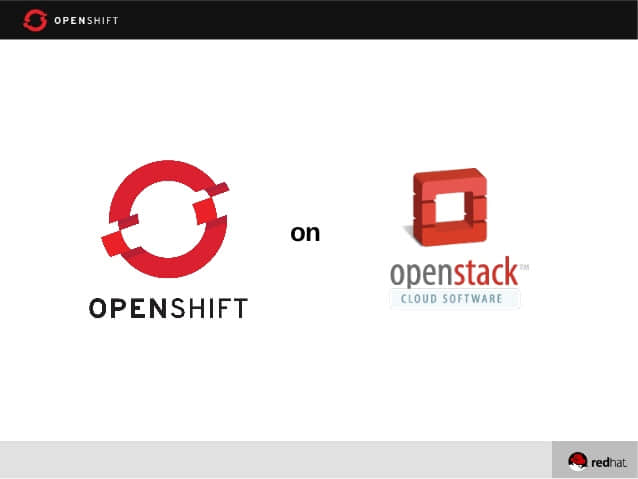 OPENSHIFT
on
OPENSHIFT
openstack™
CLOUD SOFTWARE
redhat.